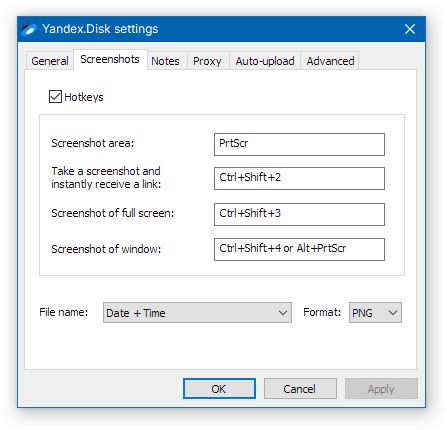 Yandex.Disk settings
General Screenshots Notes Proxy Auto-upload Advanced
Hotkeys
Screenshot area: PrtScr
Take a screenshot and
instantly receive a link: Ctrl+Shift+2
Screenshot of full screen: Ctrl+Shift+3
Screenshot of window: Ctrl+Shift+4 or Alt+PrtScr
File name: Date + Time Format: PNG
OK Cancel Apply